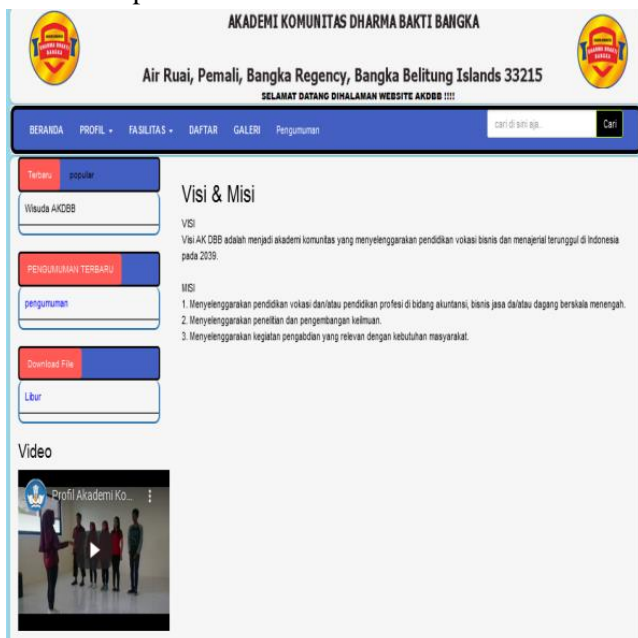 AKADEMI KOMUNITAS DHARMA BAKTI BANGKA
Air Ruai, Pemali, Bangka Regency, Bangka Belitung Islands 33215
SELAMAT DATANG DIHALAMAN WEBSITE AKDBB !!!!
BERANDA PROFIL FASILITAS DAFTAR GALERI Pengumuman cari di sini aja.. Cari
Terbaru popular
Wisuda AKDBB
PENGUMUMAN TERBARU
pengumuman
Download File
Libur
Video
Profil Akademi Ko...
Visi & Misi
VISI
Visi AK DBB adalah menjadi akademi komunitas yang menyelenggarakan pendidikan vokasi bisnis dan menajerial terunggul di Indonesia
pada 2039.
MISI
1. Menyelenggarakan pendidikan vokasi dan/atau pendidikan profesi di bidang akuntansi, bisnis jasa da/atau dagang berskala menengah.
2. Menyelenggarakan penelitian dan pengembangan keilmuan.
3. Menyelenggarakan kegiatan pengabdian yang relevan dengan kebutuhan masyarakat.